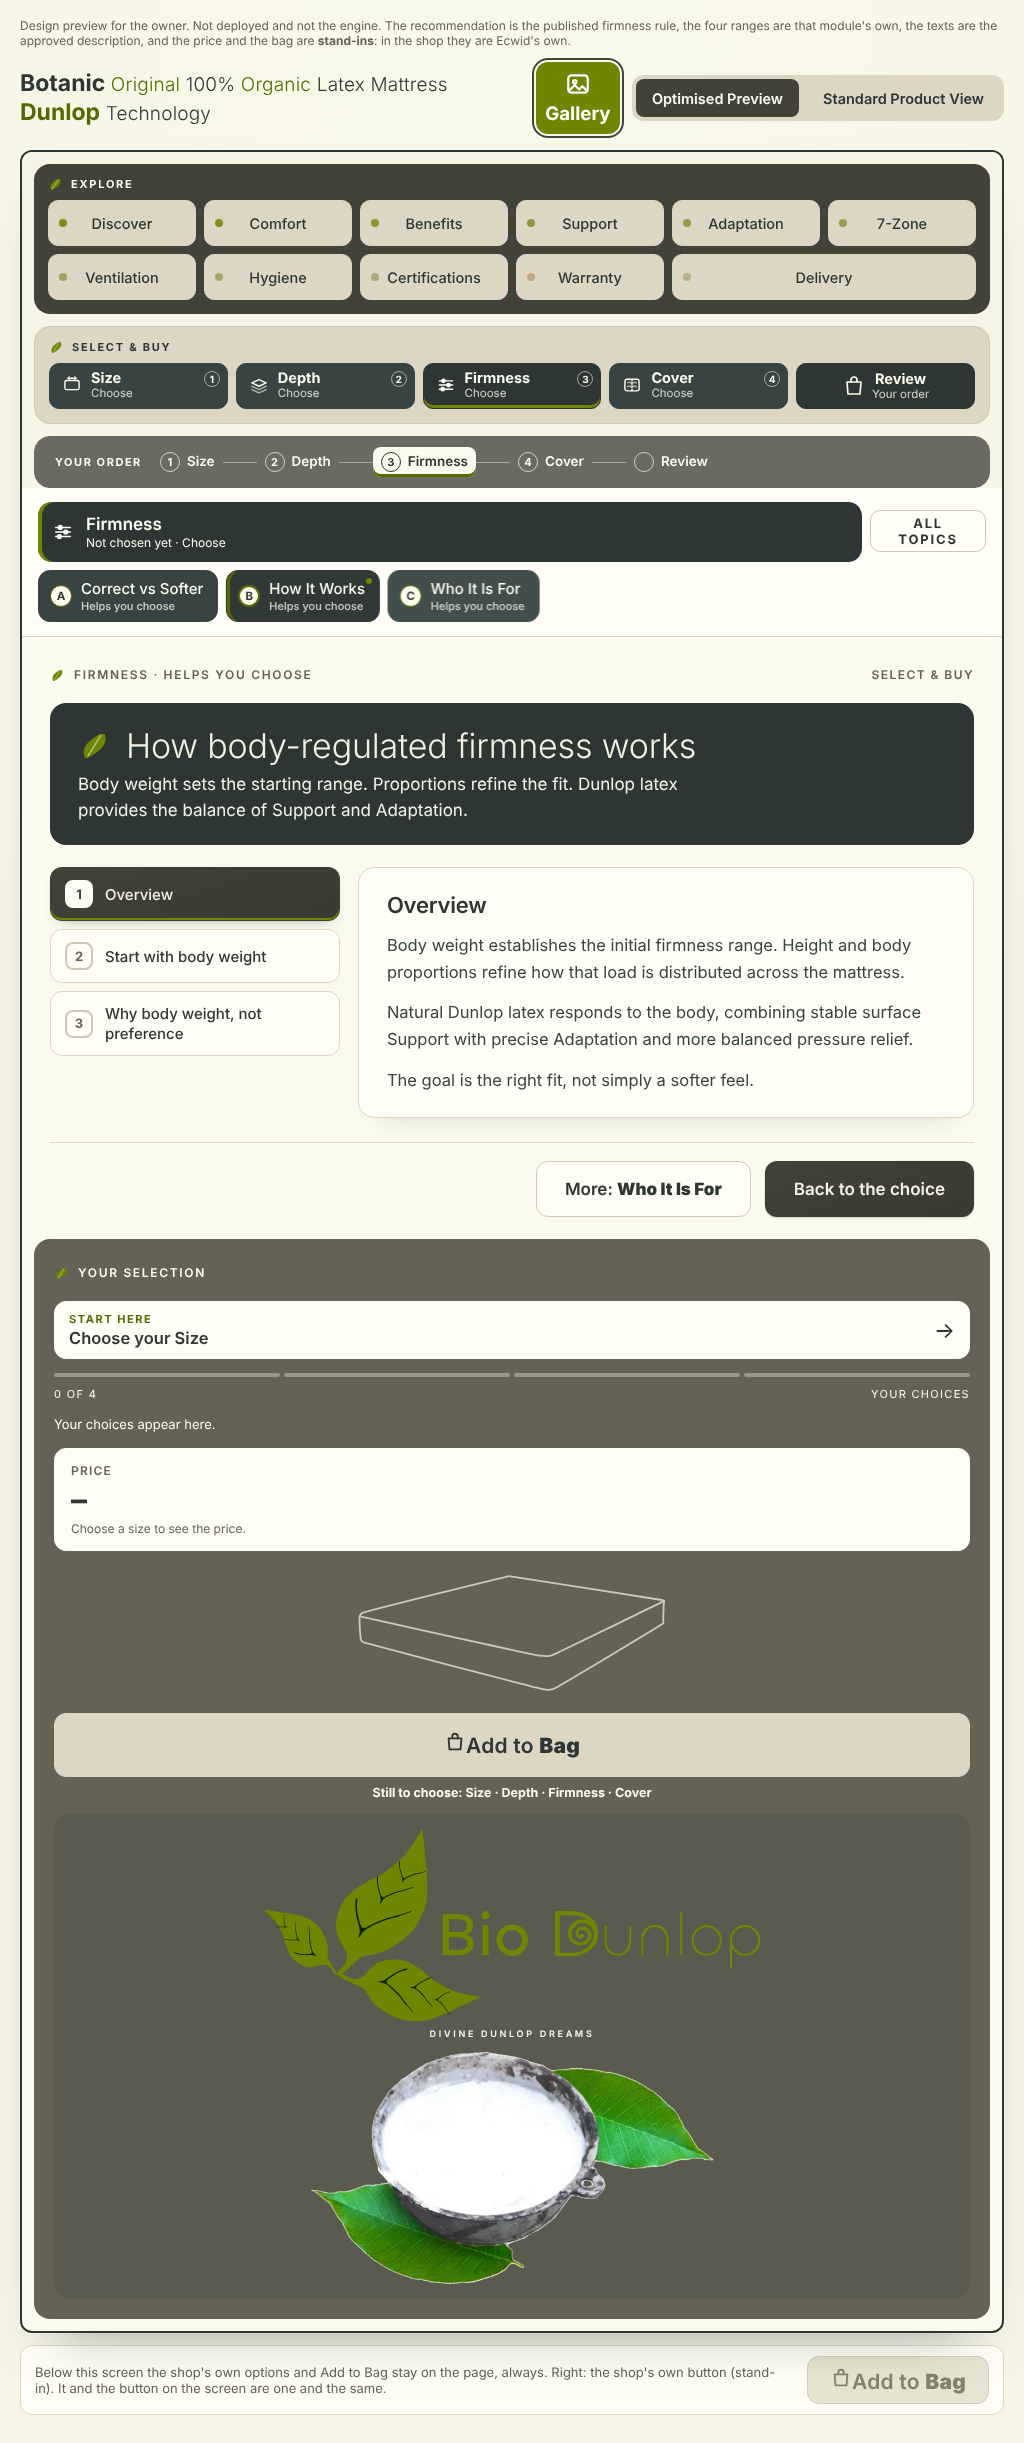 Design preview for the owner. Not deployed and not the engine. The recommendation is the published firmness rule, the four ranges are that module's own, the texts are the
approved description, and the price and the bag are stand-ins: in the shop they are Ecwid's own.
Botanic Original 100% Organic Latex Mattress
Dunlop Technology
Gallery
Optimised Preview
Standard Product View
EXPLORE
Discover
Comfort
Benefits
Support
Adaptation
7-Zone
Ventilation
Hygiene
Certifications
Warranty
Delivery
SELECT & BUY
Size
Choose
1
Depth
Choose
2
Firmness
Choose
3
Cover
Choose
4
Review
Your order
YOUR ORDER
1 Size
2 Depth
3 Firmness
4 Cover
Review
Firmness
Not chosen yet · Choose
ALL
TOPICS
A
Correct vs Softer
Helps you choose
B
How It Works
Helps you choose
C
Who It Is For
Helps you choose
FIRMNESS · HELPS YOU CHOOSE
SELECT & BUY
How body-regulated firmness works
Body weight sets the starting range. Proportions refine the fit. Dunlop latex
provides the balance of Support and Adaptation.
1 Overview
2 Start with body weight
3 Why body weight, not
preference
Overview
Body weight establishes the initial firmness range. Height and body
proportions refine how that load is distributed across the mattress.
Natural Dunlop latex responds to the body, combining stable surface
Support with precise Adaptation and more balanced pressure relief.
The goal is the right fit, not simply a softer feel.
More: Who It Is For
Back to the choice
YOUR SELECTION
START HERE
Choose your Size
0 OF 4
YOUR CHOICES
Your choices appear here.
PRICE
–
Choose a size to see the price.
Add to Bag
Still to choose: Size · Depth · Firmness · Cover
Bio Dunlop
DIVINE DUNLOP DREAMS
Below this screen the shop's own options and Add to Bag stay on the page, always. Right: the shop's own button (stand-
in). It and the button on the screen are one and the same.
Add to Bag